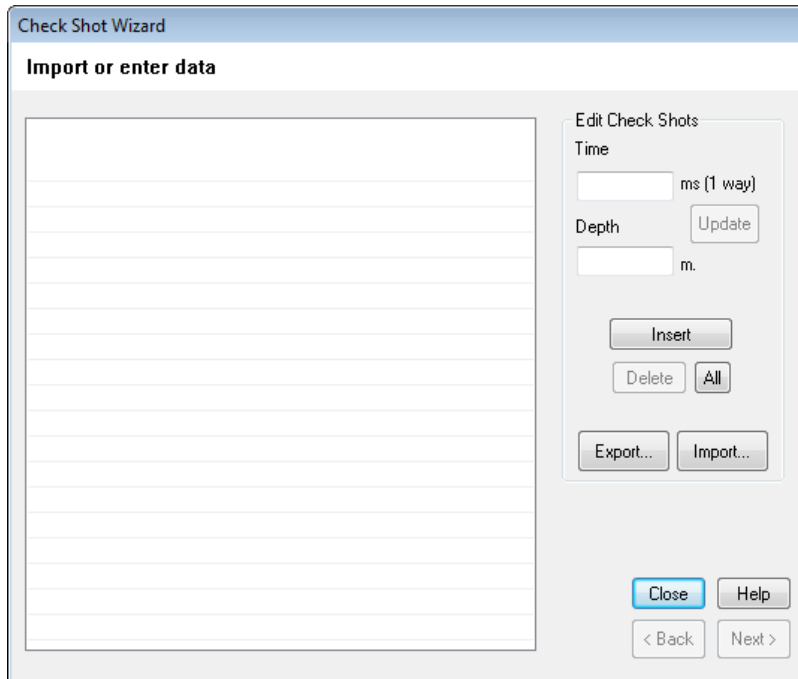 Check Shot Wizard
Import or enter data
Edit Check Shots
Time
ms (1 way)
Depth
Update
m.
Insert
Delete All
Export... Import...
Close Help
< Back Next >